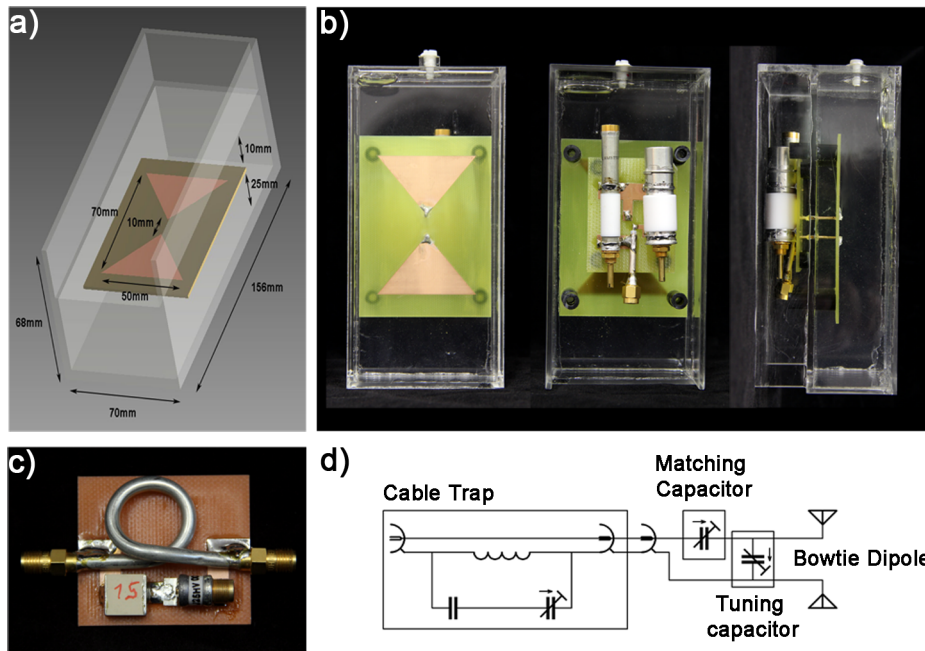 a)
10mm
25mm
70mm
10mm
50mm
156mm
68mm
70mm
b)
c)
15
d)
Matching
Capacitor
Cable Trap
Bowtie Dipole
Tuning
capacitor